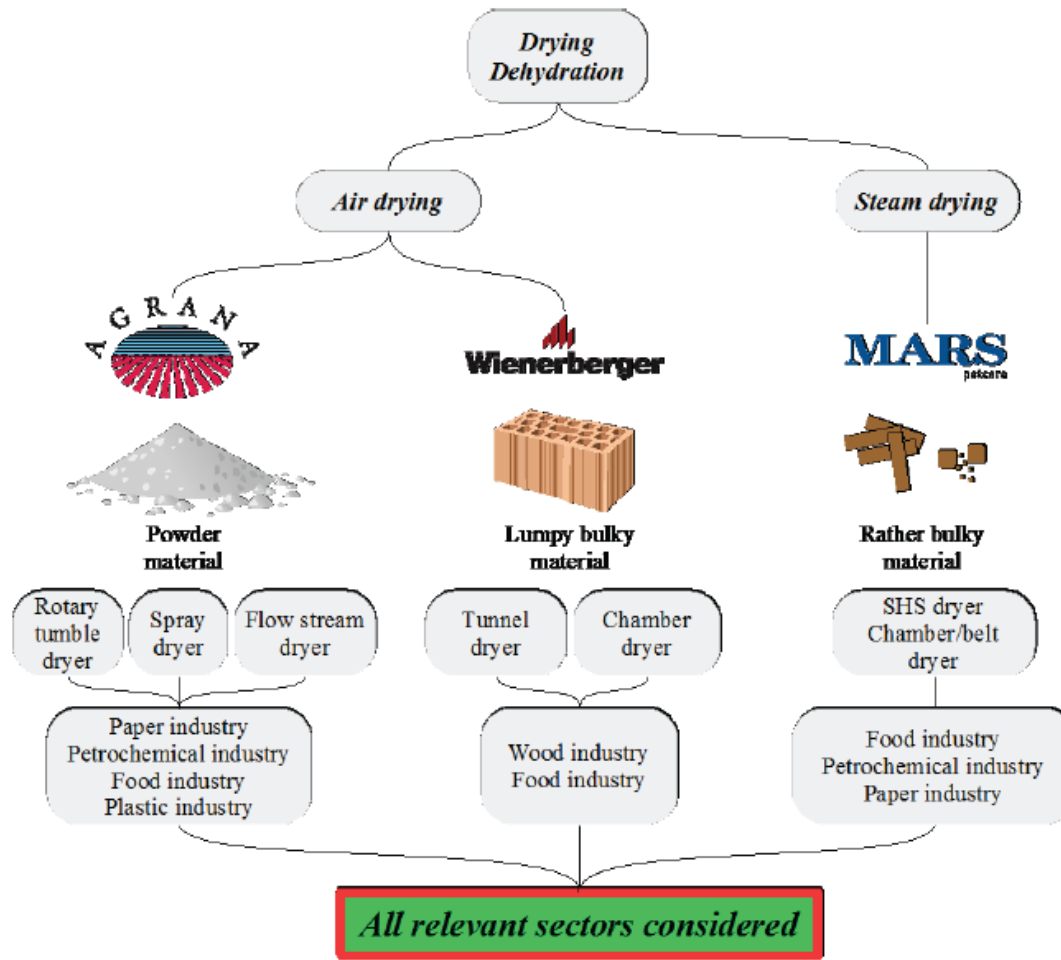 Drying
Dehydration
Air drying
Steam drying
AGRANA
Wienerberger
MARS
petcare
Powder
material
Lumpy bulky
material
Rather bulky
material
Rotary
tumble
dryer
Spray
dryer
Flow stream
dryer
Tunnel
dryer
Chamber
dryer
SHS dryer
Chamber/belt
dryer
Paper industry
Petrochemical industry
Food industry
Plastic industry
Wood industry
Food industry
Food industry
Petrochemical industry
Paper industry
All relevant sectors considered